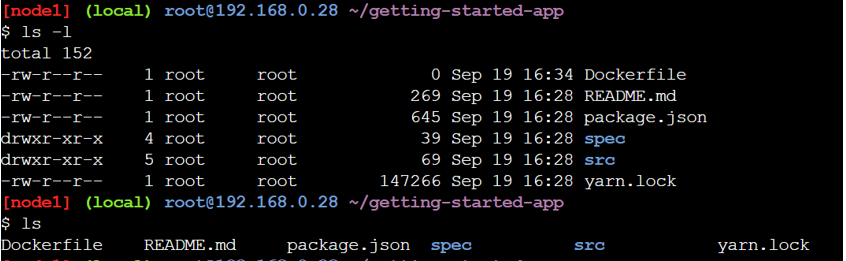 [node1] (local) root@192.168.0.28 ~/getting-started-app
$ ls -l
total 152
-rw-r--r--    1 root     root             0 Sep 19 16:34 Dockerfile
-rw-r--r--    1 root     root           269 Sep 19 16:28 README.md
-rw-r--r--    1 root     root           645 Sep 19 16:28 package.json
drwxr-xr-x    4 root     root            39 Sep 19 16:28 spec
drwxr-xr-x    5 root     root            69 Sep 19 16:28 src
-rw-r--r--    1 root     root        147266 Sep 19 16:28 yarn.lock
[node1] (local) root@192.168.0.28 ~/getting-started-app
$ ls
Dockerfile    README.md     package.json  spec          src           yarn.lock